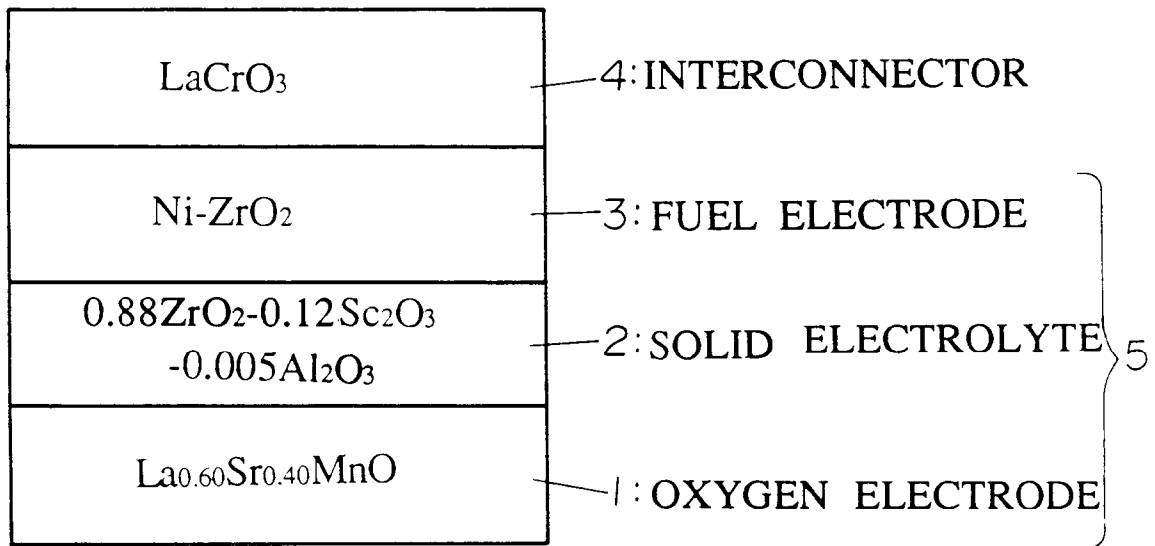 LaCrO3
4: INTERCONNECTOR
Ni-ZrO2
3: FUEL ELECTRODE
0.88ZrO2-0.12Sc2O3
-0.005Al2O3
2: SOLID ELECTROLYTE
5
La0.60Sr0.40MnO
1: OXYGEN ELECTRODE